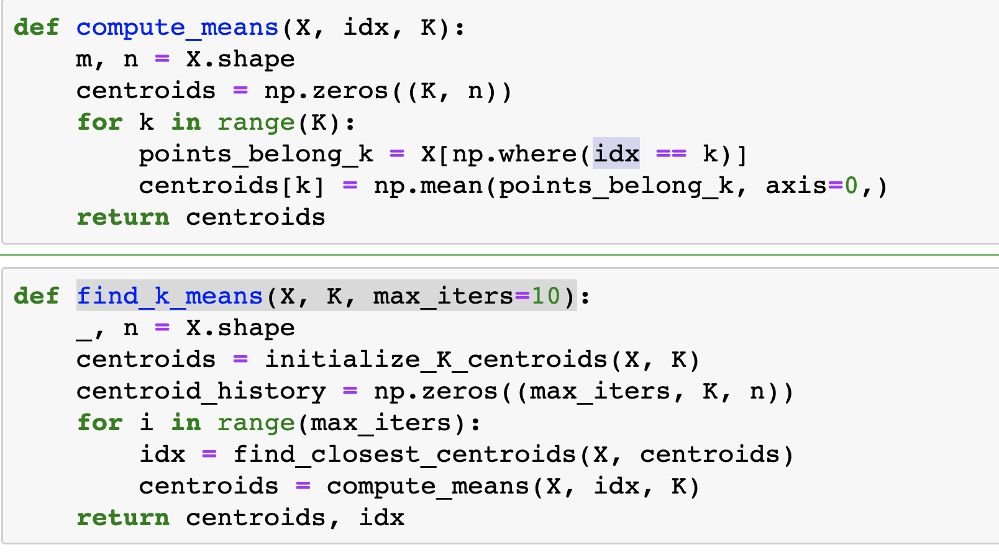 def compute_means(X, idx, K):
    m, n = X.shape
    centroids = np.zeros((K, n))
    for k in range(K):
        points_belong_k = X[np.where(idx == k)]
        centroids[k] = np.mean(points_belong_k, axis=0,)
    return centroids
def find_k_means(X, K, max_iters=10):
    _, n = X.shape
    centroids = initialize_K_centroids(X, K)
    centroid_history = np.zeros((max_iters, K, n))
    for i in range(max_iters):
        idx = find_closest_centroids(X, centroids)
        centroids = compute_means(X, idx, K)
    return centroids, idx